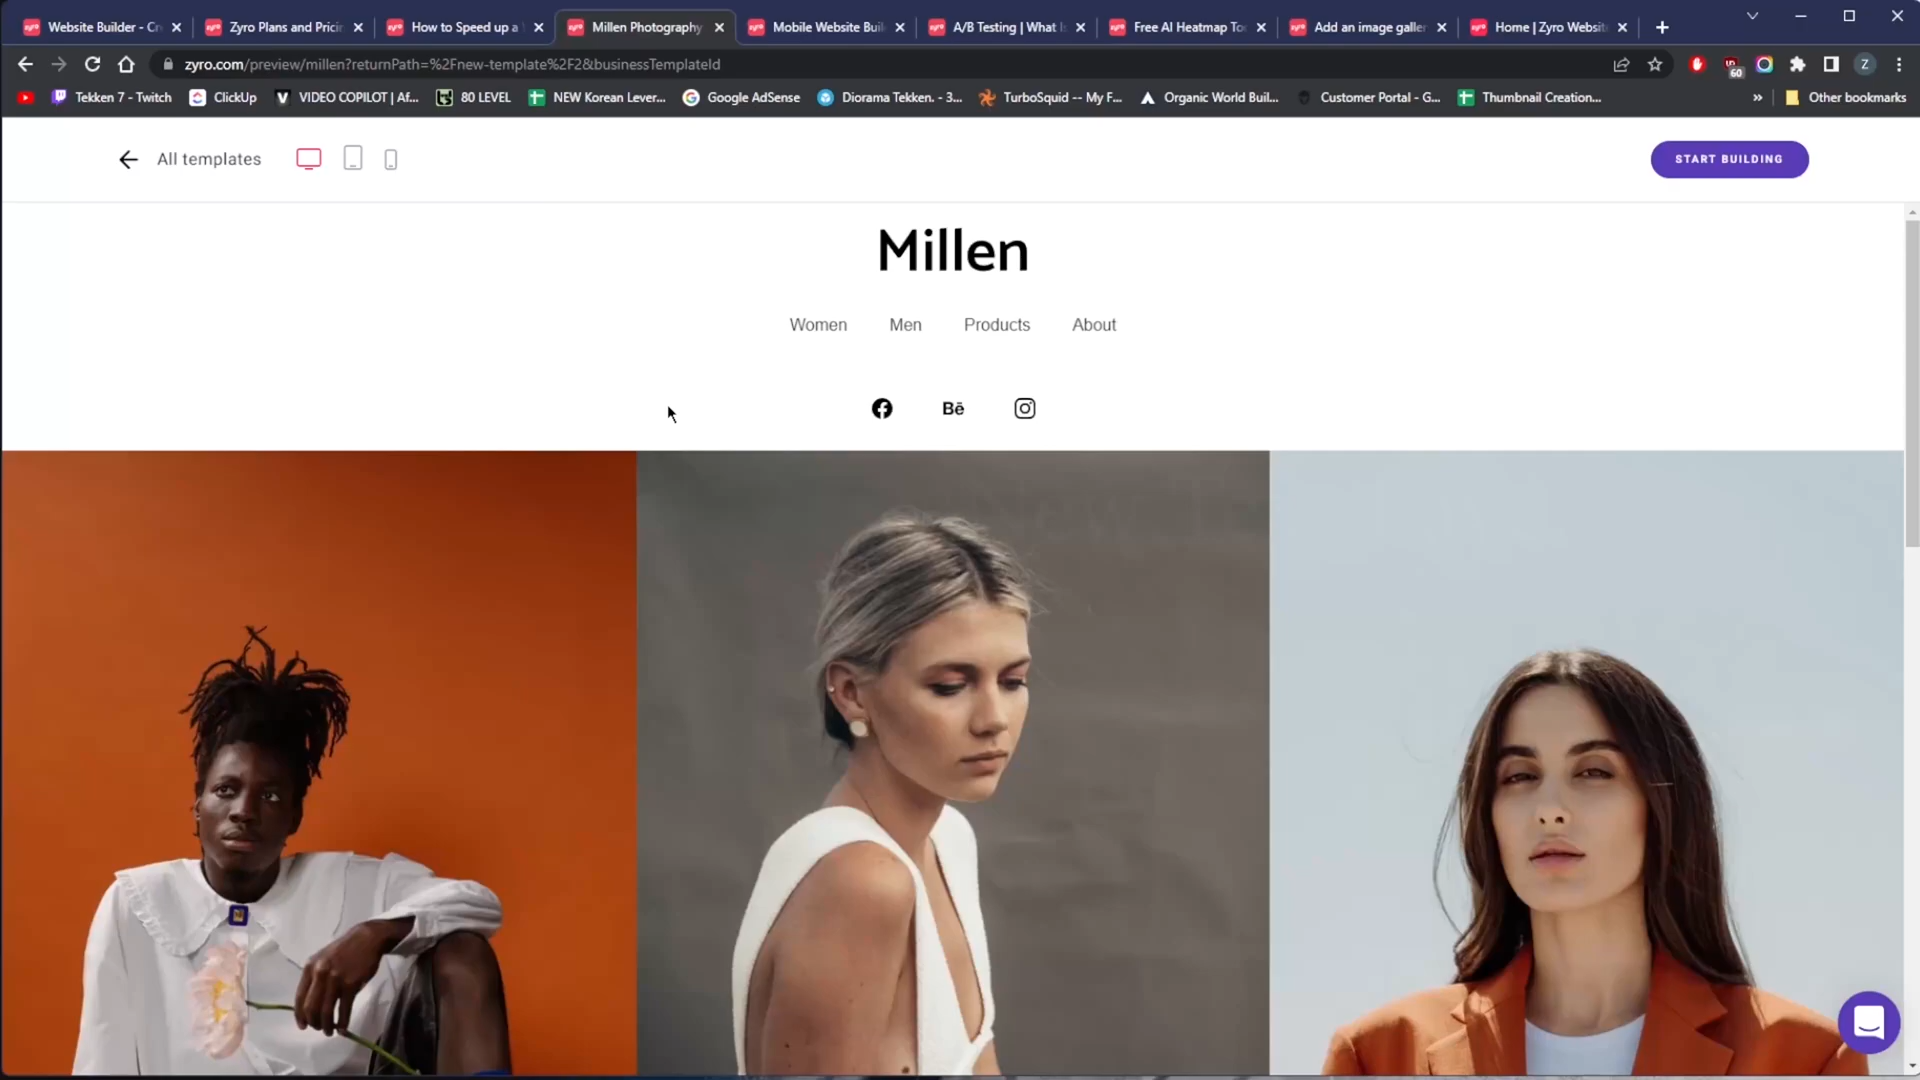 Website Builder - Cr
Zyro Plans and Pricin
How to Speed up a
Millen Photography
Mobile Website Buil
A/B Testing | What
Free AI Heatmap To
Add an image galler
Home | Zyro Websit
zyro.com/preview/millen?returnPath=%2Fnew-template%2F2&businessTemplateId
60
Z
Tekken 7 - Twitch
ClickUp
VIDEO COPILOT | Af...
80 LEVEL
NEW Korean Lever...
Google AdSense
Diorama Tekken. - 3...
TurboSquid -- My F...
Organic World Buil...
Customer Portal - G...
Thumbnail Creation...
»
Other bookmarks
All templates
START BUILDING
Millen
Women Men Products About
Bē